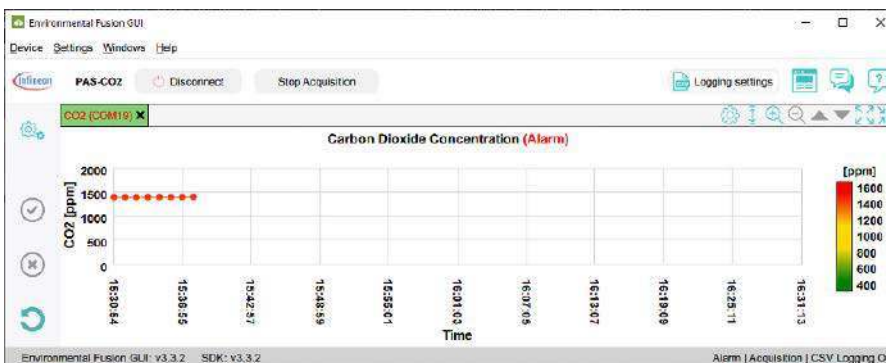 Environmental Fusion GUI
Device Settings Windows Help
infineon PAS-CO2 Disconnect Stop Acquisition Logging settings
CO2 (COM19)
Carbon Dioxide Concentration (Alarm)
[ppm]
2000
1500
1000
500
0
CO2 [ppm]
1600
1400
1200
1000
800
600
400
15:30:54
15:36:55
15:42:57
15:48:59
15:55:01
16:01:03
16:07:05
16:13:07
16:19:09
16:25:11
16:31:13
Time
Environmental Fusion GUI: v3.3.2 SDK: v3.3.2 Alarm | Acquisition | CSV Logging